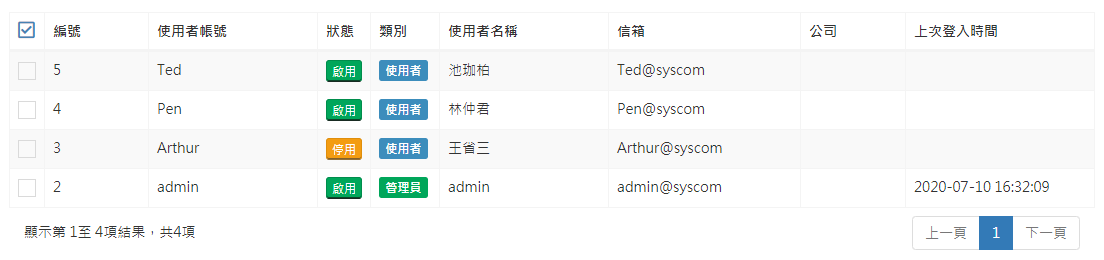 編號 使用者帳號 狀態 類別 使用者名稱 信箱 公司 上次登入時間
5 Ted 啟用 使用者 池珈柏 Ted@syscom
4 Pen 啟用 使用者 林仲君 Pen@syscom
3 Arthur 停用 使用者 王省三 Arthur@syscom
2 admin 啟用 管理員 admin admin@syscom 2020-07-10 16:32:09
顯示第 1至 4項結果，共4項 上一頁 1 下一頁